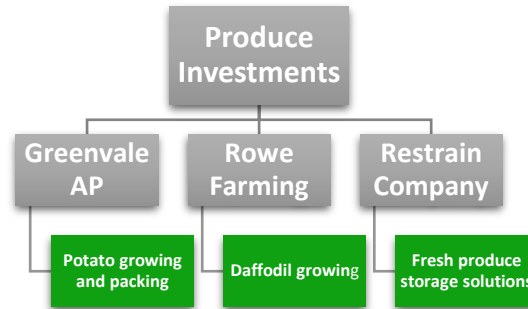 Produce
Investments
Greenvale
AP
Rowe
Farming
Restrain
Company
Potato growing
and packing
Daffodil growing
Fresh produce
storage solutions